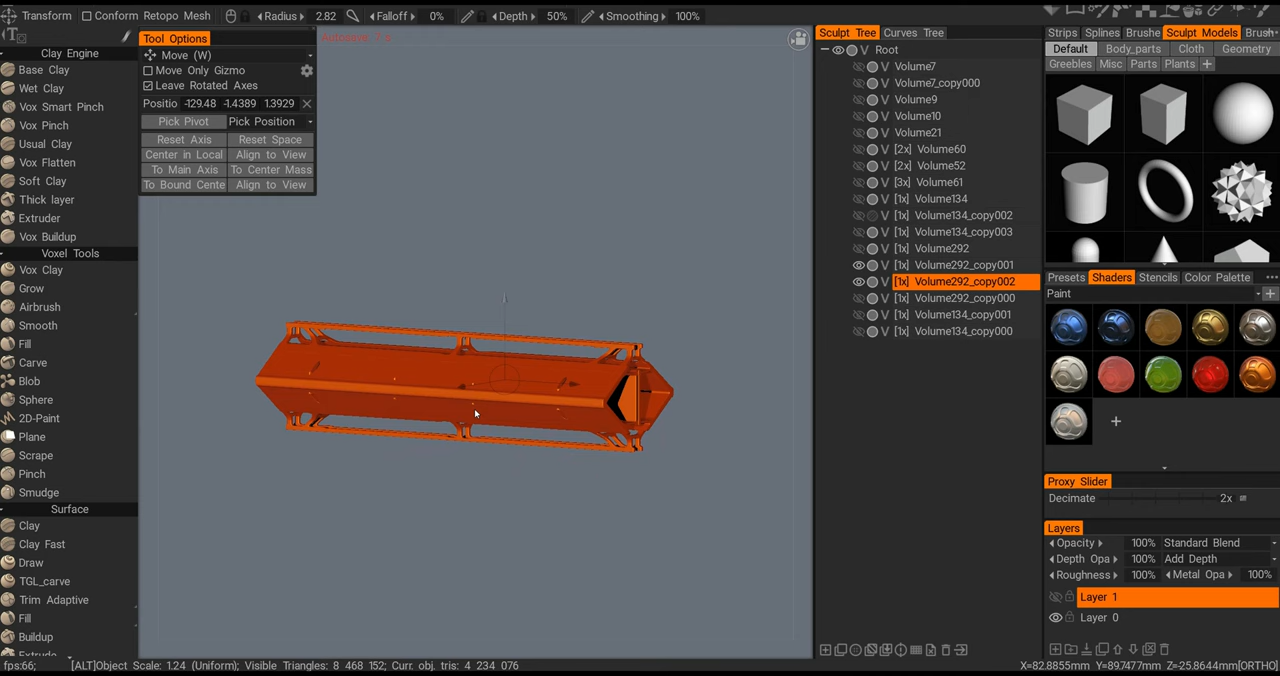 Transform Conform Retopo Mesh Radius 2.82 Falloff 0% Depth 50% Smoothing 100%
Tool Options
Autosave: 7 c
Move (W)
Move Only Gizmo
Leave Rotated Axes
Positio -129.48 -1.4389 1.3929
Pick Pivot Pick Position
Reset Axis Reset Space
Center in Local Align to View
To Main Axis To Center Mass
To Bound Cente Align to View
Clay Engine
Base Clay
Wet Clay
Vox Smart Pinch
Vox Pinch
Usual Clay
Vox Flatten
Soft Clay
Thick layer
Extruder
Vox Buildup
Voxel Tools
Vox Clay
Grow
Airbrush
Smooth
Fill
Carve
Blob
Sphere
2D-Paint
Plane
Scrape
Pinch
Smudge
Surface
Clay
Clay Fast
Draw
TGL_carve
Trim Adaptive
Fill
Buildup
Extrude
Sculpt Tree Curves Tree
V Root
V Volume7
V Volume7_copy000
V Volume9
V Volume10
V Volume21
V [2x] Volume60
V [2x] Volume52
V [3x] Volume61
V [1x] Volume134
V [1x] Volume134_copy002
V [1x] Volume134_copy003
V [1x] Volume292
V [1x] Volume292_copy001
V [1x] Volume292_copy002
V [1x] Volume292_copy000
V [1x] Volume134_copy001
V [1x] Volume134_copy000
Strips Splines Brushe Sculpt Models Brush
Default Body_parts Cloth Geometry
Greebles Misc Parts Plants +
Presets Shaders Stencils Color Palette
Paint
Proxy Slider
Decimate 2x
Layers
Opacity 100% Standard Blend
Depth Opa 100% Add Depth
Roughness 100% Metal Opa 100%
Layer 1
Layer 0
fps:66; [ALT]Object Scale: 1.24 (Uniform); Visible Triangles: 8 468 152; Curr. obj. tris: 4 234 076 X=82.8855mm Y=89.7477mm Z=-25.8644mm[ORTHO]